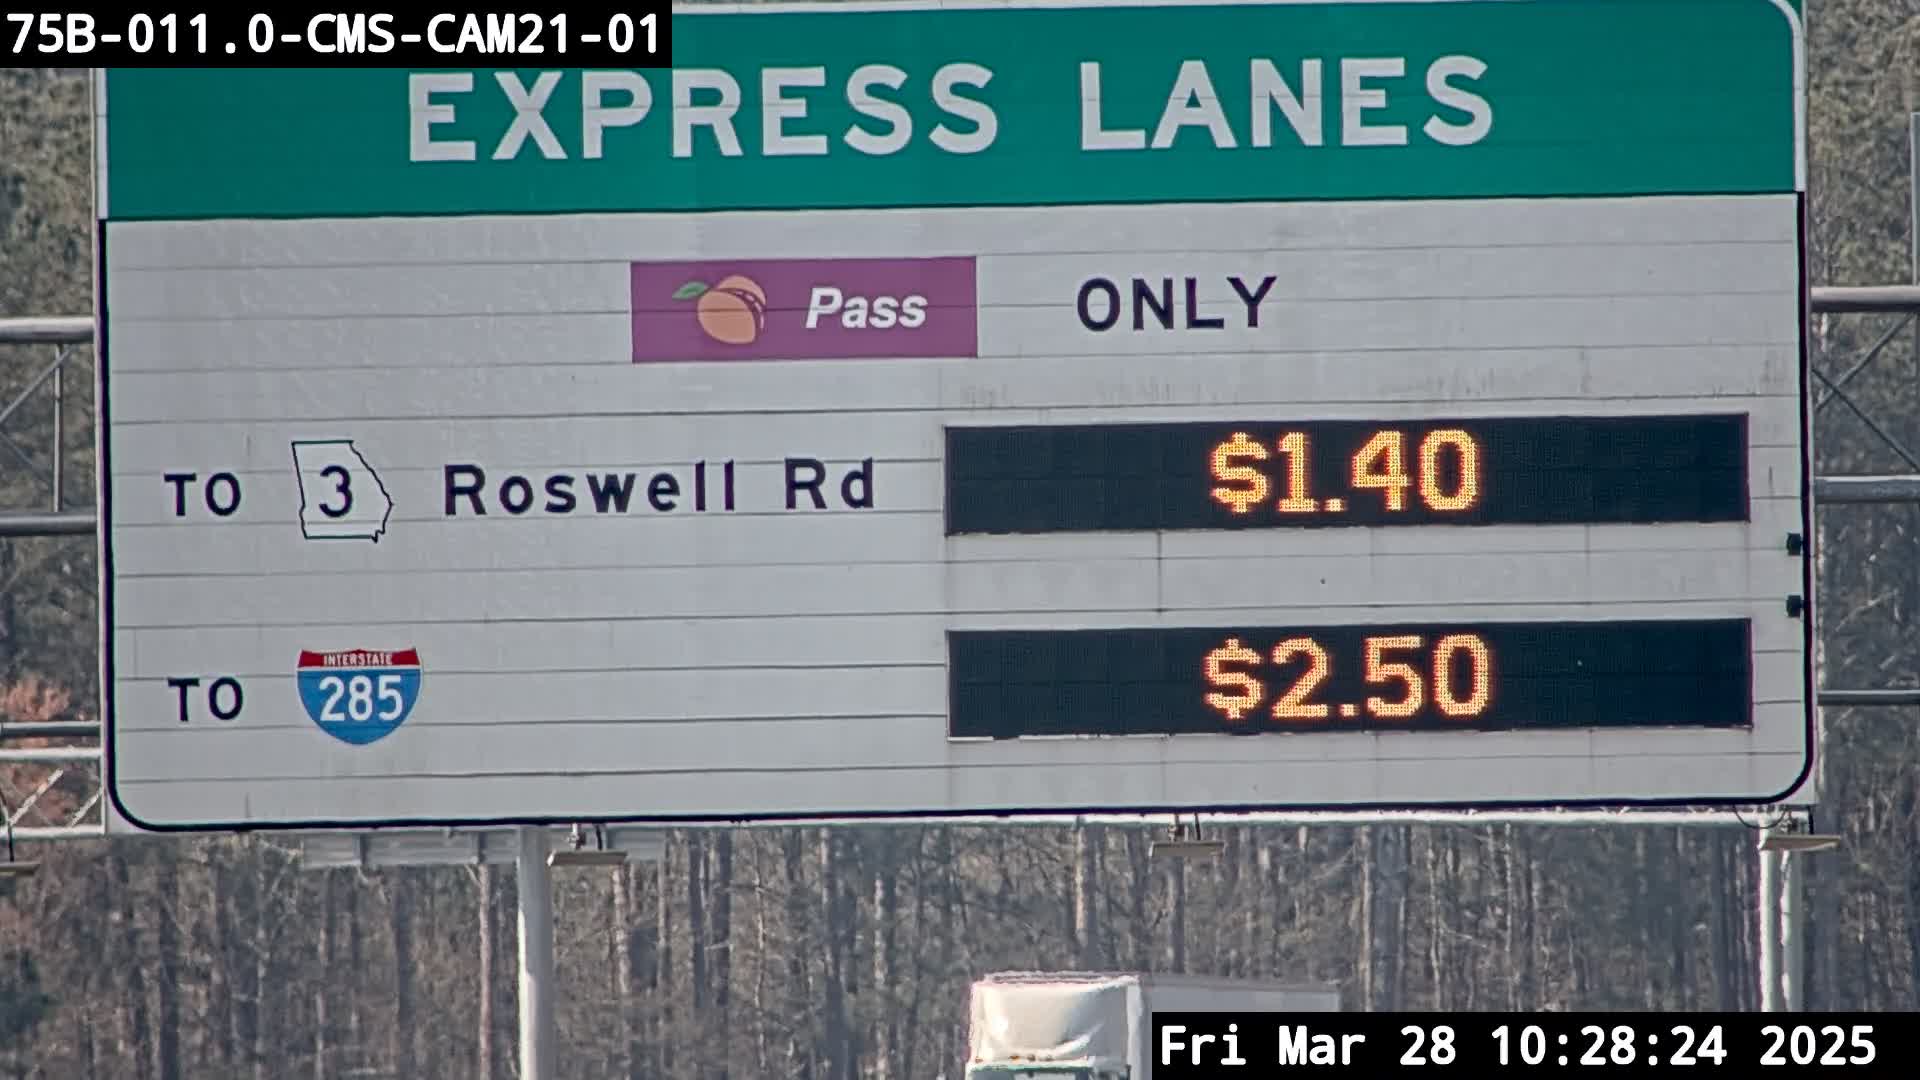 75B-011.0-CMS-CAM21-01
EXPRESS LANES
Pass ONLY
TO 3 Roswell Rd $1.40
TO INTERSTATE 285 $2.50
Fri Mar 28 10:28:24 2025